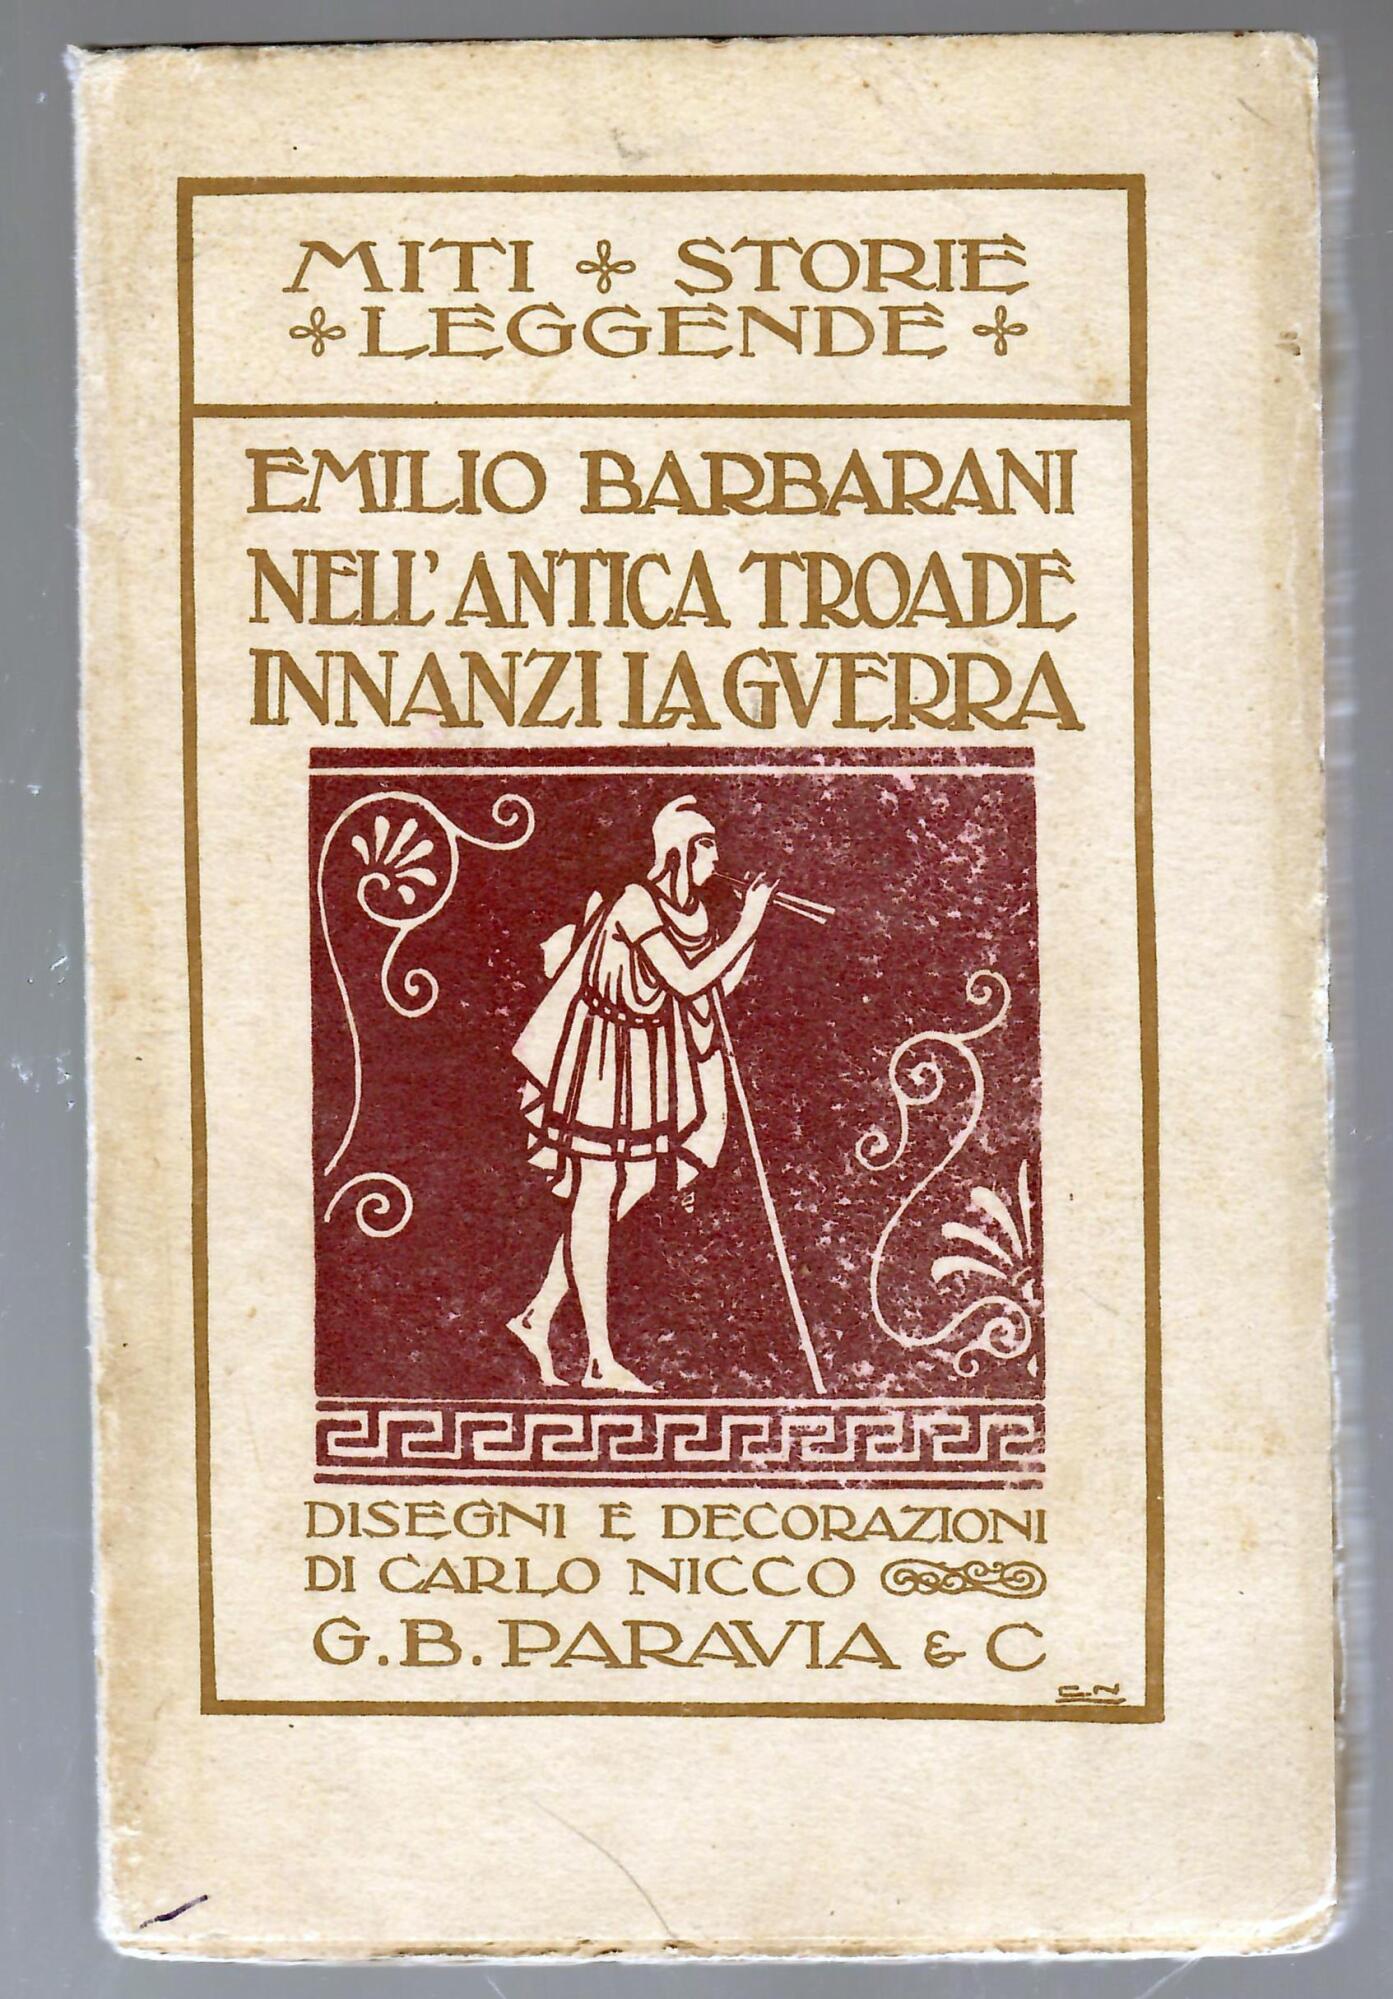 MITI STORIE
LEGGENDE
EMILIO BARBARANI
NELL'ANTICA TROADE
INNANZI LA GVERRA
DISEGNI E DECORAZIONI
DI CARLO NICCO
G.B. PARAVIA & C
C.N